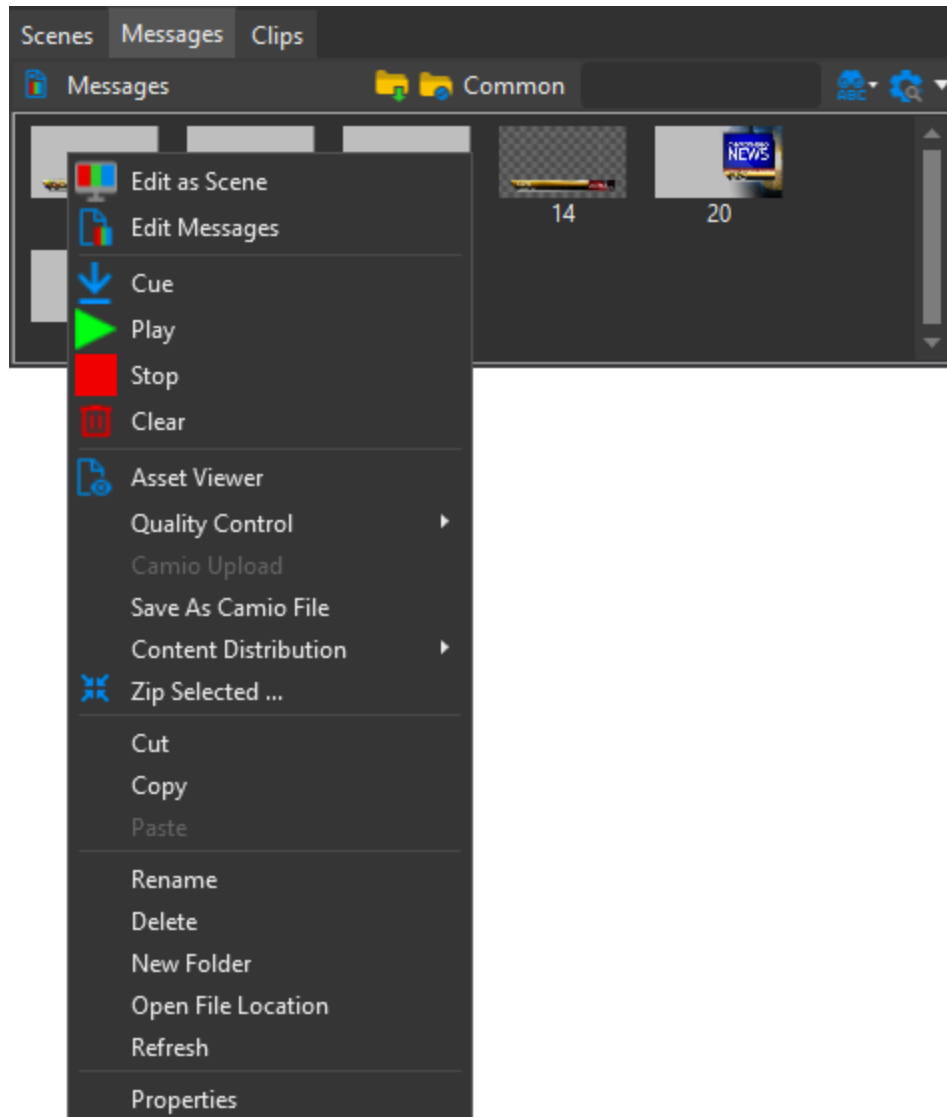 Scenes Messages Clips
Messages Common
ABC
NEWS
14 20
Edit as Scene
Edit Messages
Cue
Play
Stop
Clear
Asset Viewer
Quality Control
Camio Upload
Save As Camio File
Content Distribution
Zip Selected ...
Cut
Copy
Paste
Rename
Delete
New Folder
Open File Location
Refresh
Properties